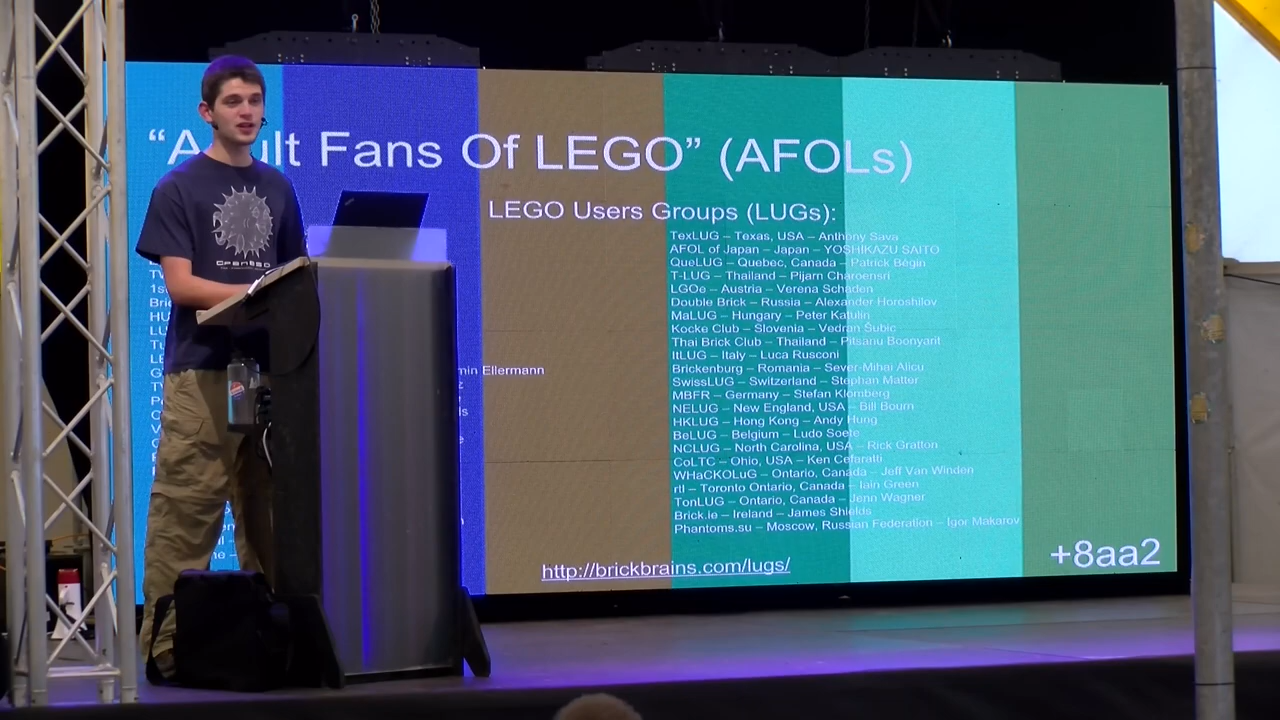 “A ult Fans Of LEGO” (AFOLs)
LEGO Users Groups (LUGs):
TexLUG – Texas, USA – Anthony Sava
AFOL of Japan – Japan – YOSHIKAZU SAITO
QueLUG – Quebec, Canada – Patrick Bégin
T-LUG – Thailand – Pijarn Charoensri
LGOe – Austria – Verena Schaden
Double Brick – Russia – Alexander Horoshilov
MaLUG – Hungary – Peter Katulin
Kocke Club – Slovenia – Vedran Šubic
Thai Brick Club – Thailand – Pitsanu Boonyarit
ItLUG – Italy – Luca Rusconi
Brickenburg – Romania – Sever-Mihai Alicu
SwissLUG – Switzerland – Stephan Matter
MBFR – Germany – Stefan Klomberg
NELUG – New England, USA – Bill Bourn
HKLUG – Hong Kong – Andy Hung
BeLUG – Belgium – Ludo Soete
NCLUG – North Carolina, USA – Rick Gratton
CoLTC – Ohio, USA – Ken Cefaratti
WHaCKOLuG – Ontario, Canada – Jeff Van Winden
rtl – Toronto Ontario, Canada – Iain Green
TonLUG – Ontario, Canada – Jenn Wagner
Brick.ie – Ireland – James Shields
Phantoms.su – Moscow, Russian Federation – Igor Makarov
min Ellermann
http://brickbrains.com/lugs/
+8aa2